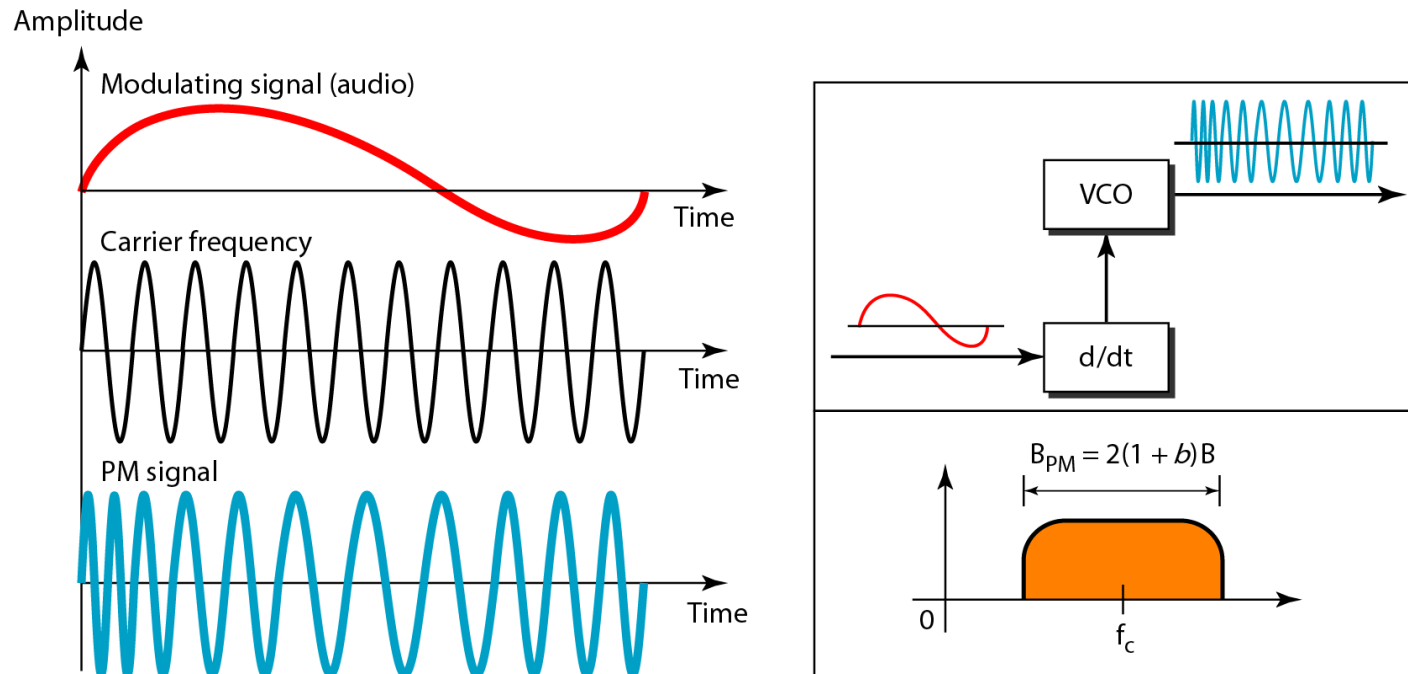 Amplitude
Modulating signal (audio)
Time
Carrier frequency
Time
PM signal
Time
VCO
d/dt
B_PM = 2(1 + b)B
0
f_c